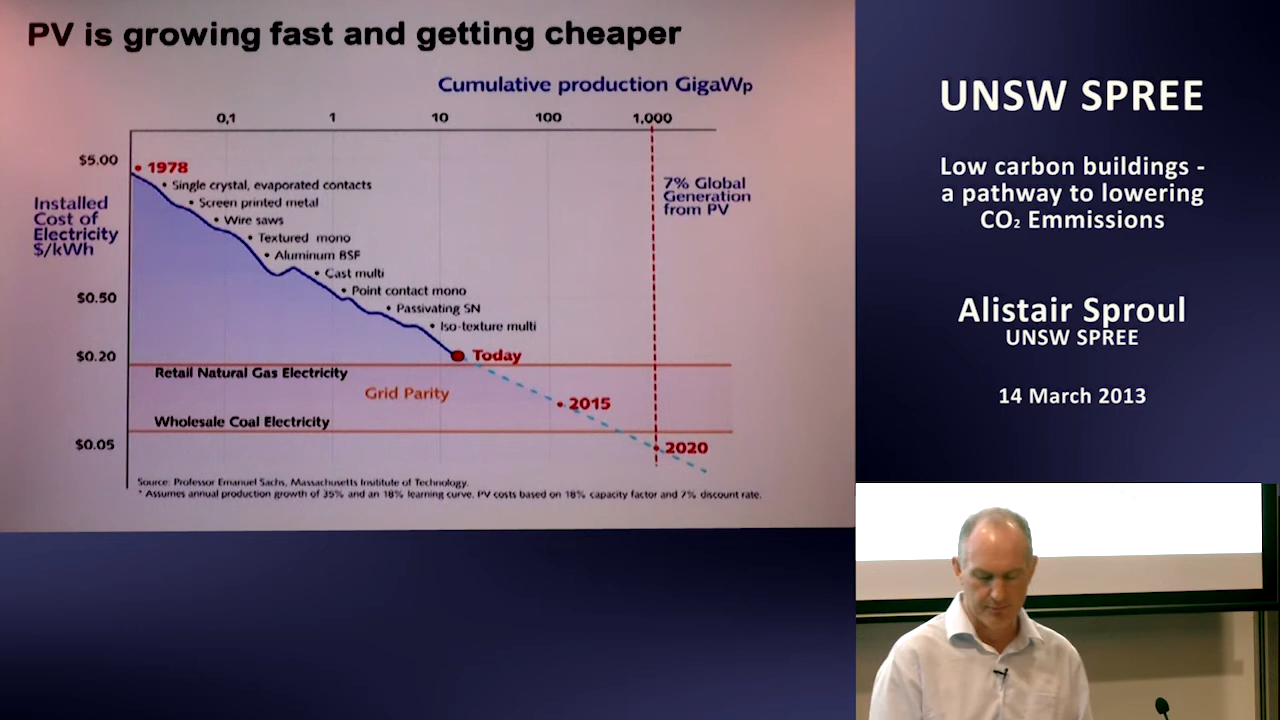 PV is growing fast and getting cheaper
Cumulative production GigaWp
0,1
1
10
100
1,000
$5.00
1978
Single crystal, evaporated contacts
Screen printed metal
Wire saws
Textured mono
Aluminum BSF
Cast multi
Point contact mono
Passivating SN
Iso-texture multi
Installed
Cost of
Electricity
$/kWh
7% Global
Generation
from PV
$0.50
$0.20
Today
Retail Natural Gas Electricity
Grid Parity
2015
Wholesale Coal Electricity
$0.05
2020
Source: Professor Emanuel Sachs, Massachusetts Institute of Technology.
* Assumes annual production growth of 35% and an 18% learning curve. PV costs based on 18% capacity factor and 7% discount rate.
UNSW SPREE
Low carbon buildings -
a pathway to lowering
CO₂ Emmissions
Alistair Sproul
UNSW SPREE
14 March 2013